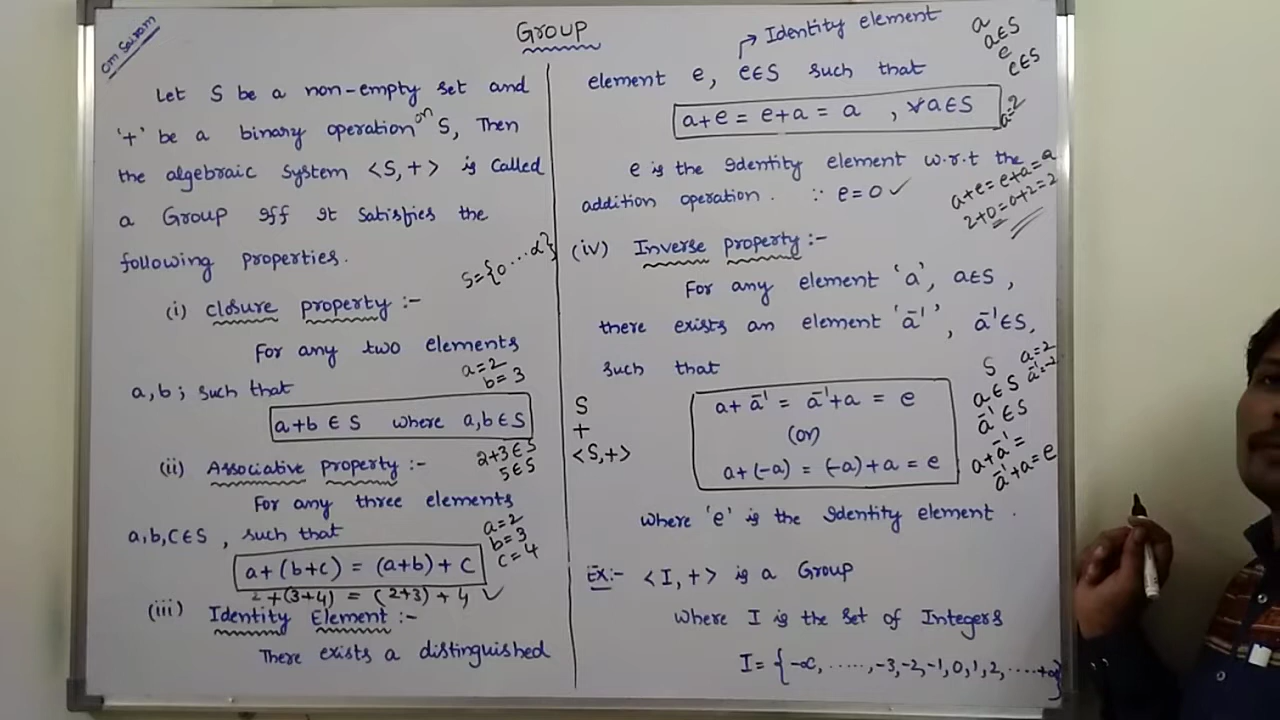 om Sairam
Group
Let S be a non-empty set and
'+' be a binary operation on S, Then
the algebraic system <S,+> is called
a Group Iff It satisfies the
following properties.
S={0...α}
(i) closure property :-
For any two elements
a,b; such that
a=2
b=3
a+b ∈ S where a,b ∈ S
2+3 ∈ S
5 ∈ S
(ii) Associative property :-
For any three elements
a,b,c ∈ S, such that
a=2
b=3
c=4
a+(b+c) = (a+b)+c
2+(3+4) = (2+3)+4 ✓
(iii) Identity Element :-
There exists a distinguished
S
+
<S,+>
→ Identity element
element e, e∈S such that
a
a∈S
e
e∈S
a+e = e+a = a , ∀a∈S
a=2
e is the Identity element w.r.t the
addition operation. ∵ e=0 ✓
a+e=e+a=a
2+0=0+2=2
(iv) Inverse property :-
For any element 'a', a∈S,
there exists an element 'a⁻¹', a⁻¹∈S,
such that
S a=2
a∈S a⁻¹=-2
a⁻¹∈S
a+a⁻¹=
a⁻¹+a=e
a+a⁻¹ = a⁻¹+a = e
(or)
a+(-a) = (-a)+a = e
where 'e' is the Identity element.
Ex:- <I,+> is a Group
where I is the set of Integers
I = {-∝, ....., -3,-2,-1,0,1,2, ....+∝}